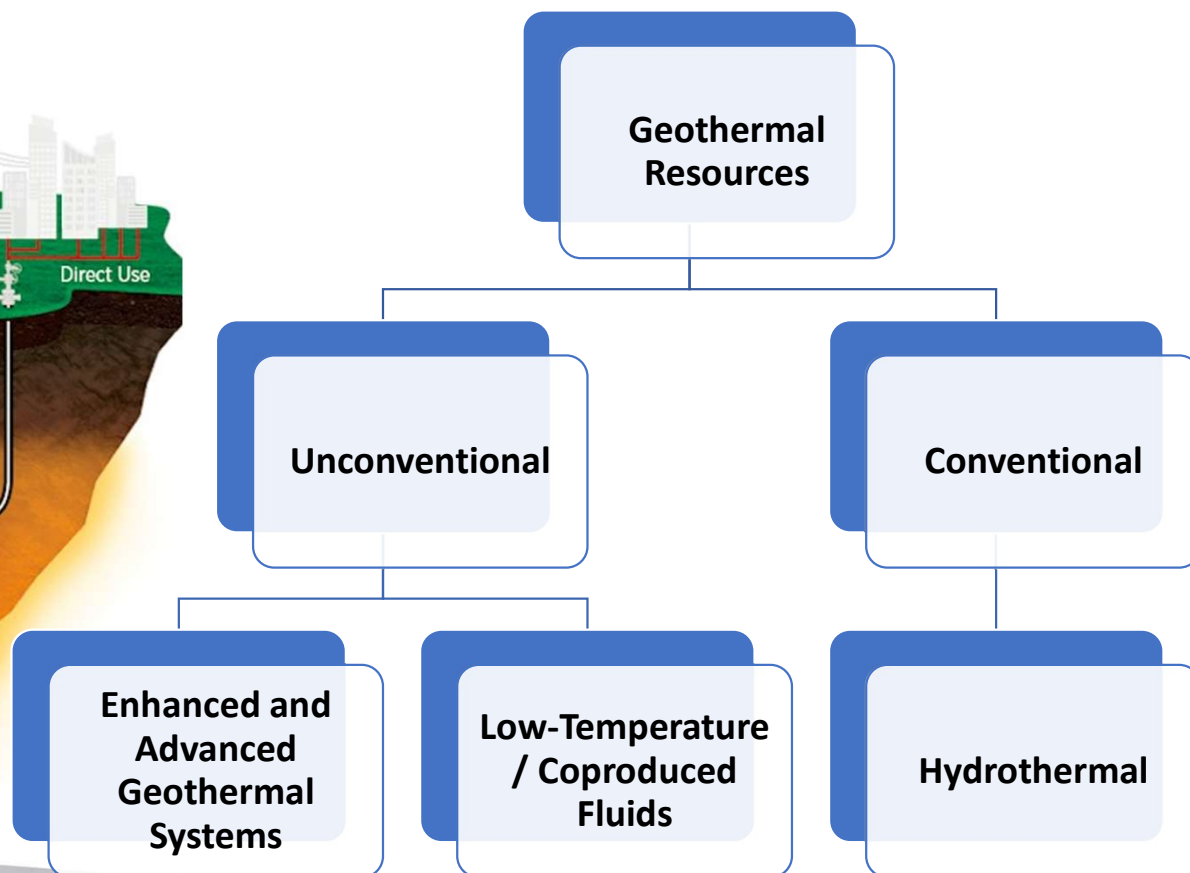 Geothermal
Resources
Direct Use
Unconventional
Conventional
Enhanced and
Advanced
Geothermal
Systems
Low-Temperature
/ Coproduced
Fluids
Hydrothermal